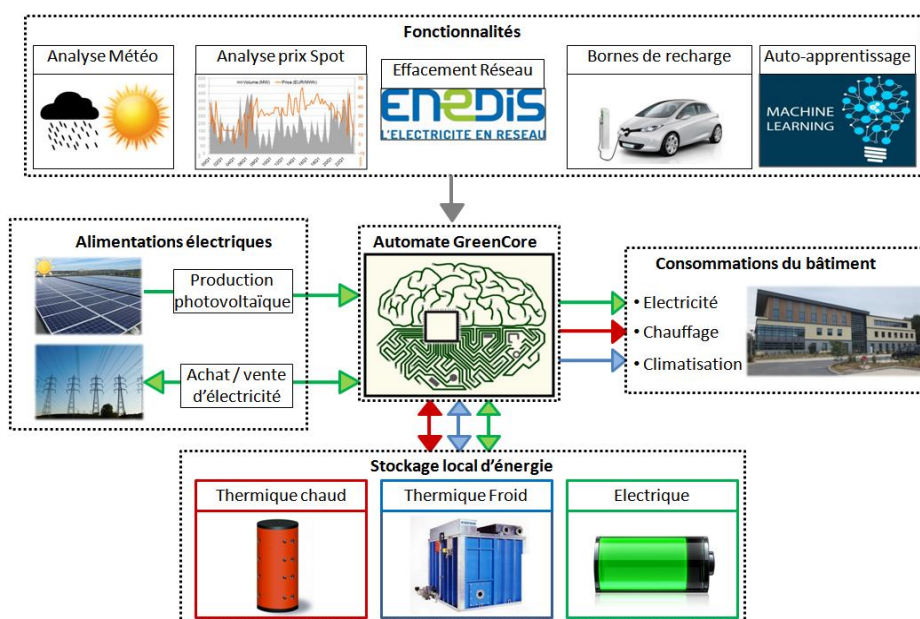 Fonctionnalités
Analyse Météo
Analyse prix Spot
Effacement Réseau
Bornes de recharge
Auto-apprentissage
Volume (MW)
enedis
L'ELECTRICITE EN RESEAU
MACHINE
LEARNING
Alimentations électriques
Production
photovoltaïque
Achat / vente
d'électricité
Automate GreenCore
Consommations du bâtiment
• Electricité
• Chauffage
• Climatisation
Stockage local d'énergie
Thermique chaud
Thermique Froid
Electrique